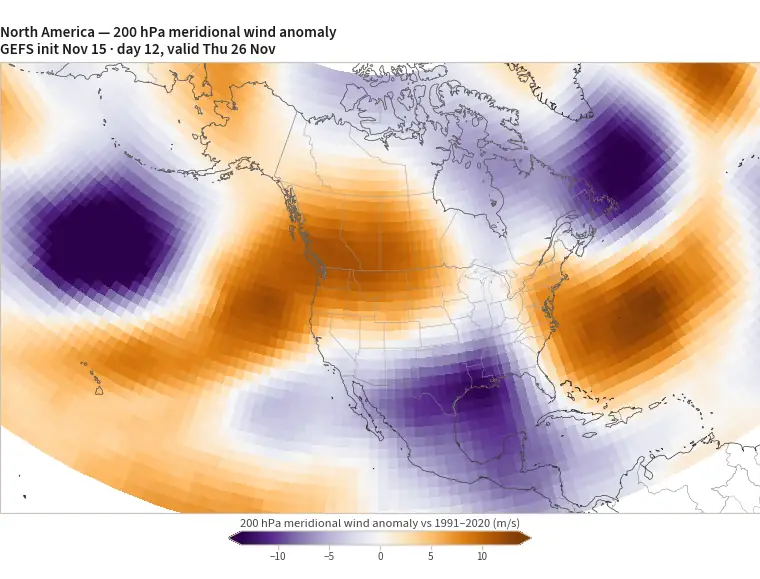 North America — 200 hPa meridional wind anomaly
GEFS init Nov 15 · day 12, valid Thu 26 Nov
200 hPa meridional wind anomaly vs 1991–2020 (m/s)
−10 −5 0 5 10